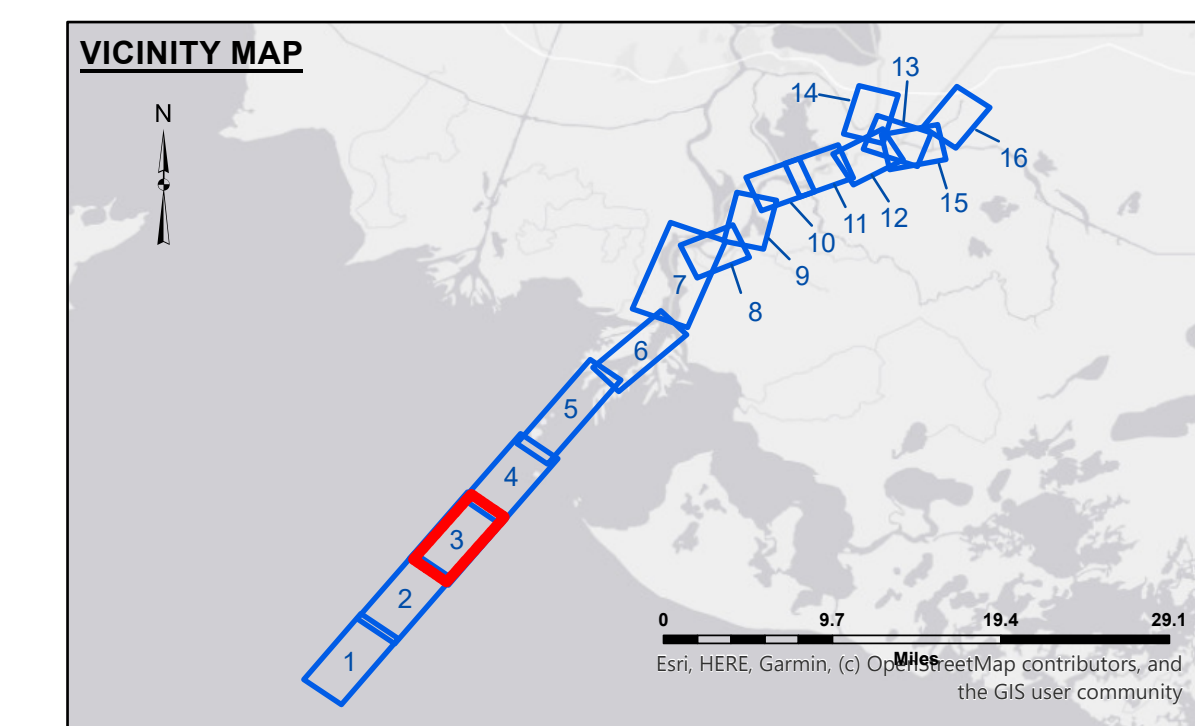 VICINITY MAP
N
13
14
16
15
12
11
10
9
7
8
6
5
4
3
2
1
0 9.7 19.4 29.1
Miles
Esri, HERE, Garmin, (c) OpenStreetMap contributors, and
the GIS user community